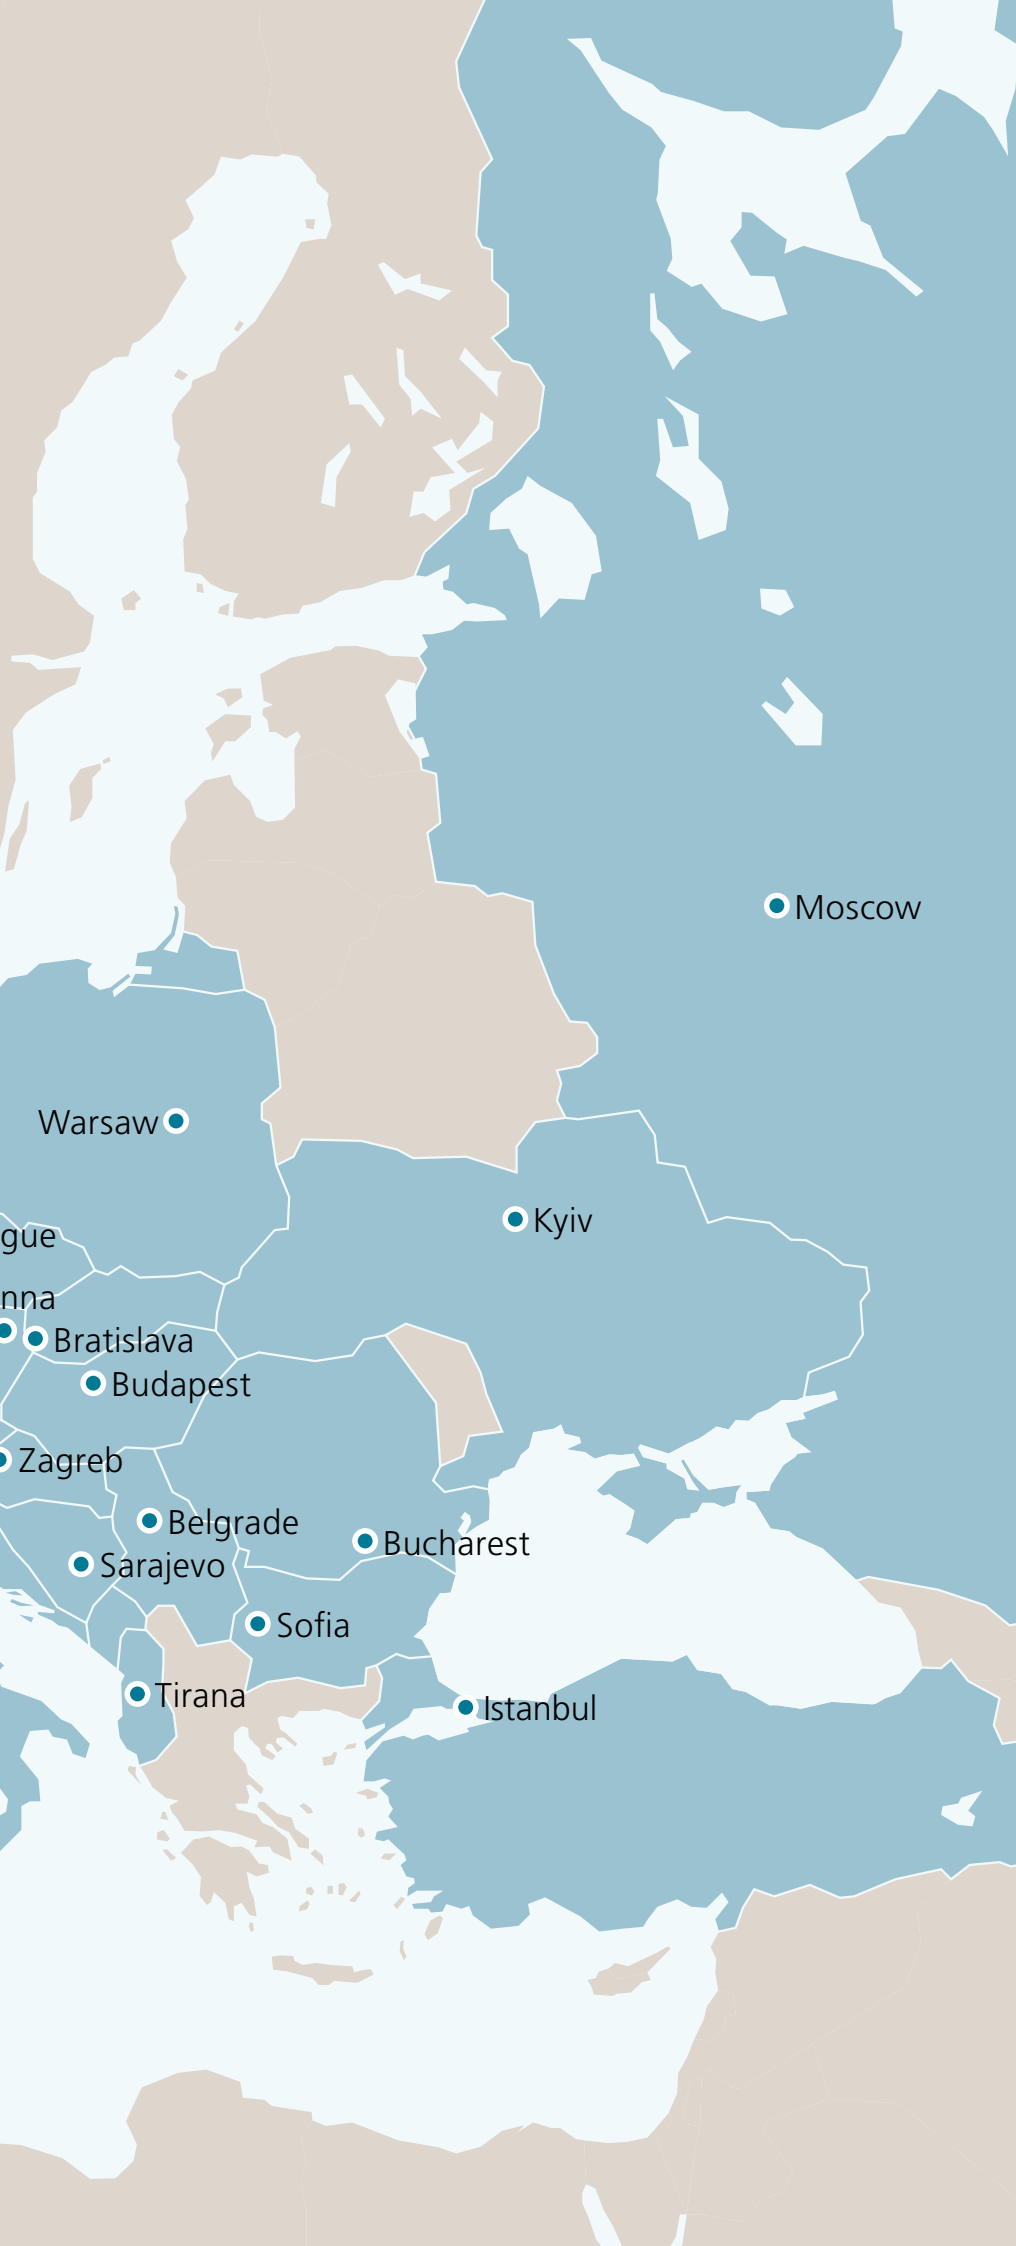 Moscow
Warsaw
Kyiv
gue
nna
Bratislava
Budapest
Zagreb
Belgrade
Bucharest
Sarajevo
Sofia
Tirana
Istanbul